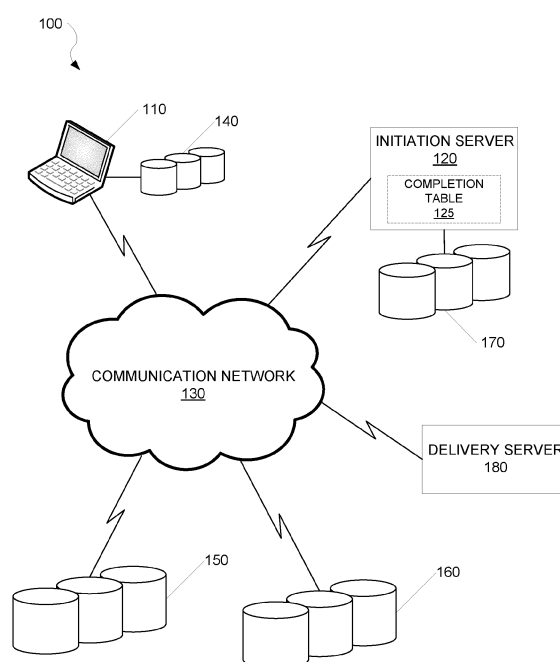 100
110
140
INITIATION SERVER
120
COMPLETION
TABLE
125
170
COMMUNICATION NETWORK
130
DELIVERY SERVER
180
150
160